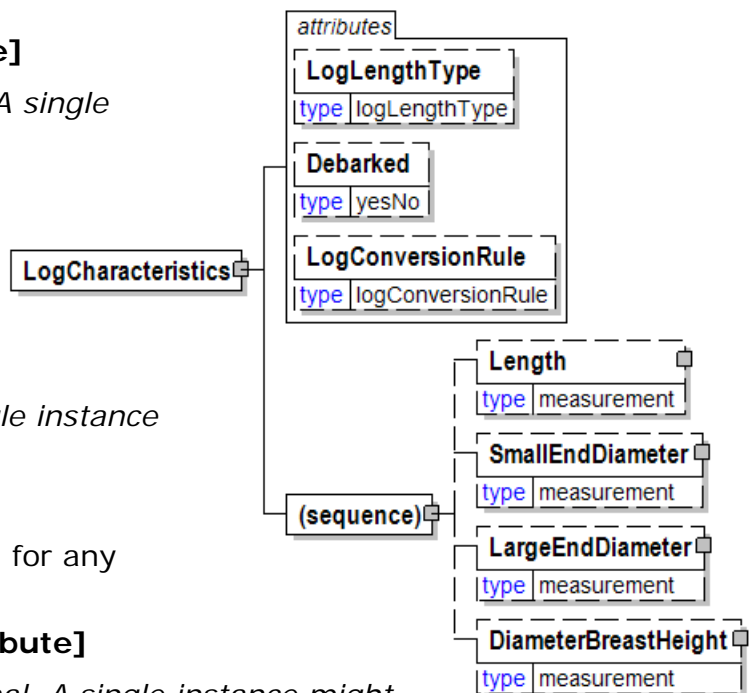 e]
A single
le instance
for any
bute]
al. A single instance might
attributes
LogLengthType
type logLengthType
Debarked
type yesNo
LogConversionRule
type logConversionRule
LogCharacteristics
(sequence)
Length
type measurement
SmallEndDiameter
type measurement
LargeEndDiameter
type measurement
DiameterBreastHeight
type measurement